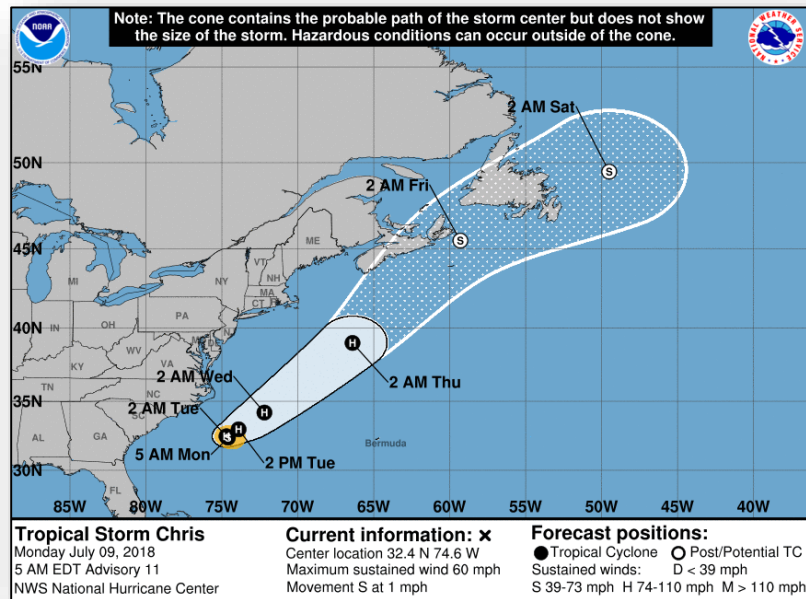 Note: The cone contains the probable path of the storm center but does not show
the size of the storm. Hazardous conditions can occur outside of the cone.
NOAA
NATIONAL WEATHER SERVICE
55N
2 AM Sat
50N
2 AM Fri
45N
ME
VT
NH
MI
NY
MA
CT
40N
PA
IN
OH
WV
VA
KY
2 AM Thu
2 AM Wed
TN
NC
35N
2 AM Tue
SC
AL
GA
5 AM Mon
2 PM Tue
Bermuda
30N
FL
85W 80W 75W 70W 65W 60W 55W 50W 45W 40W
H
H
H
S
S
S
Tropical Storm Chris
Monday July 09, 2018
5 AM EDT Advisory 11
NWS National Hurricane Center
Current information: ×
Center location 32.4 N 74.6 W
Maximum sustained wind 60 mph
Movement S at 1 mph
Forecast positions:
Tropical Cyclone Post/Potential TC
Sustained winds: D < 39 mph
S 39-73 mph H 74-110 mph M > 110 mph